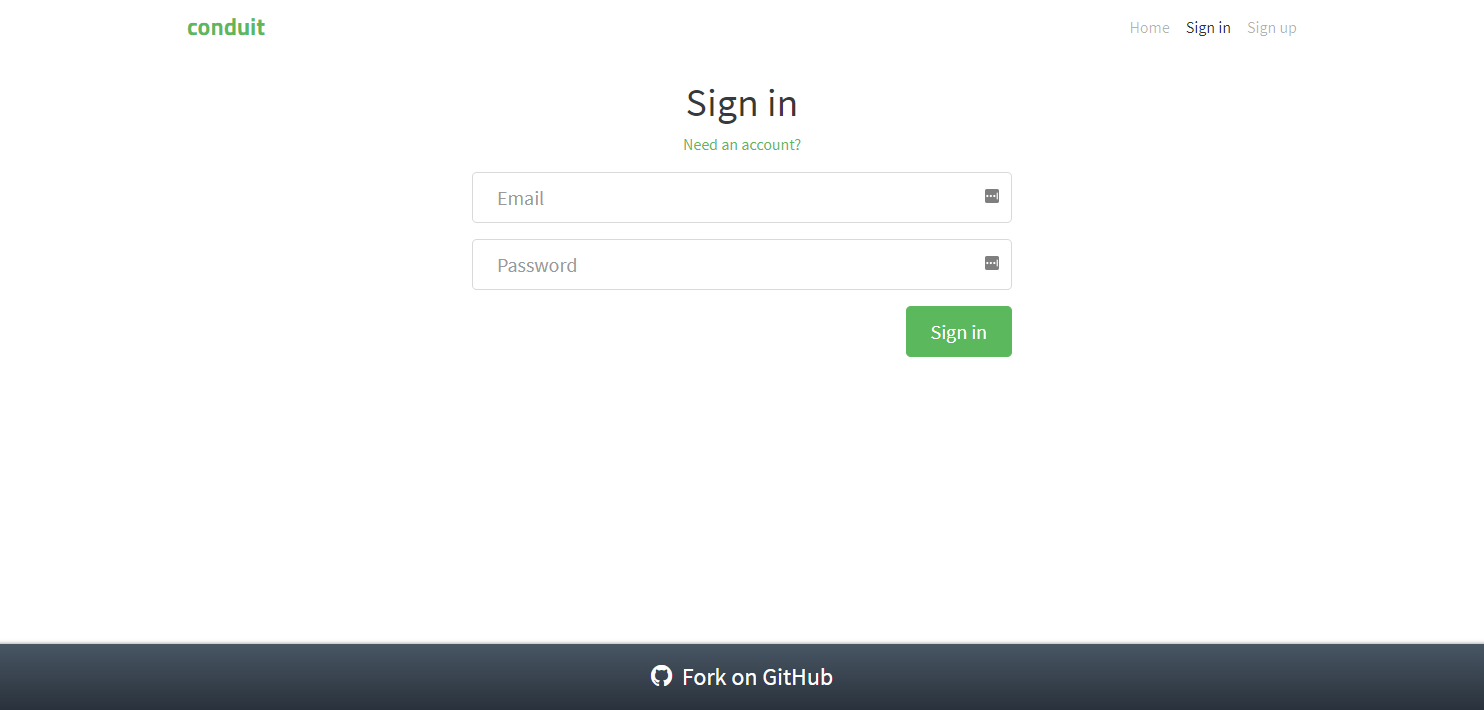 conduit
Home Sign in Sign up
Sign in
Need an account?
Email
Password
Sign in
Fork on GitHub